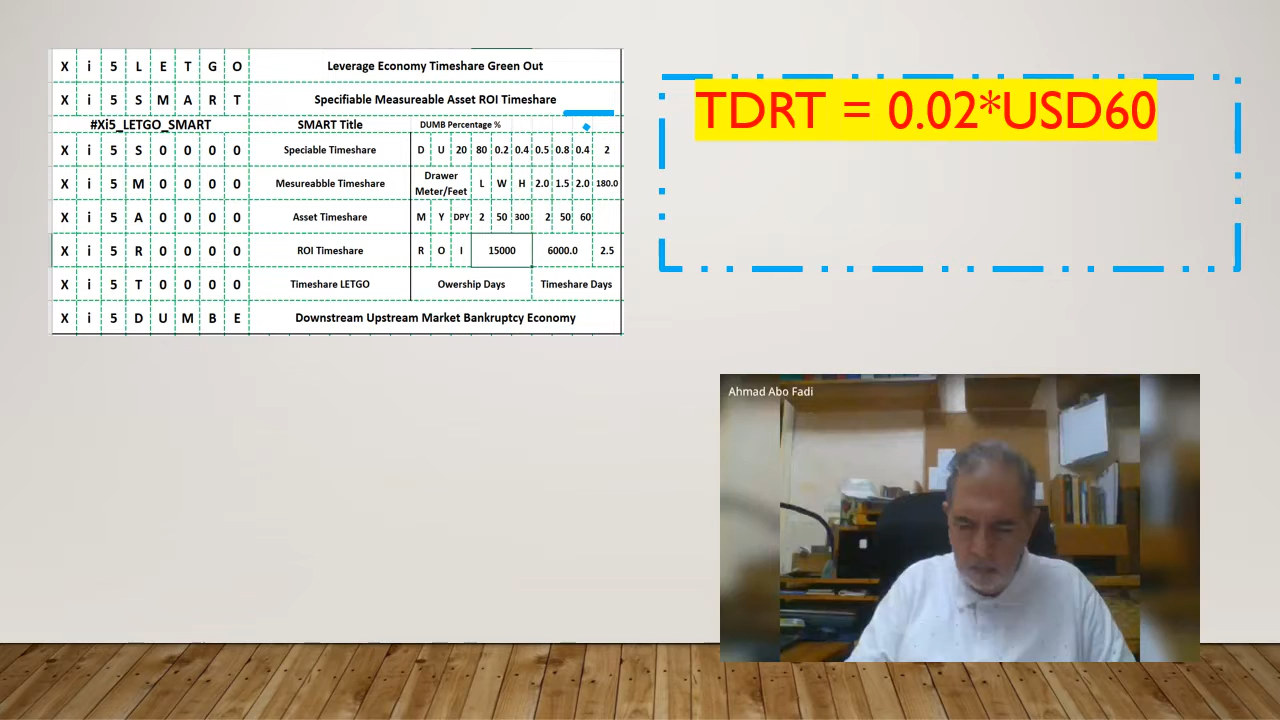 X i 5 L E T G O Leverage Economy Timeshare Green Out
X i 5 S M A R T Specifiable Measureable Asset ROI Timeshare
#Xi5_LETGO_SMART SMART Title DUMB Percentage %
X i 5 S 0 0 0 0 Speciable Timeshare D U 20 80 0.2 0.4 0.5 0.8 0.4 2
X i 5 M 0 0 0 0 Mesureabble Timeshare Drawer Meter/Feet L W H 2.0 1.5 2.0 180.0
X i 5 A 0 0 0 0 Asset Timeshare M Y DPY 2 50 300 2 50 60
X i 5 R 0 0 0 0 ROI Timeshare R O I 15000 6000.0 2.5
X i 5 T 0 0 0 0 Timeshare LETGO Owership Days Timeshare Days
X i 5 D U M B E Downstream Upstream Market Bankruptcy Economy
TDRT = 0.02*USD60
Ahmad Abo Fadi